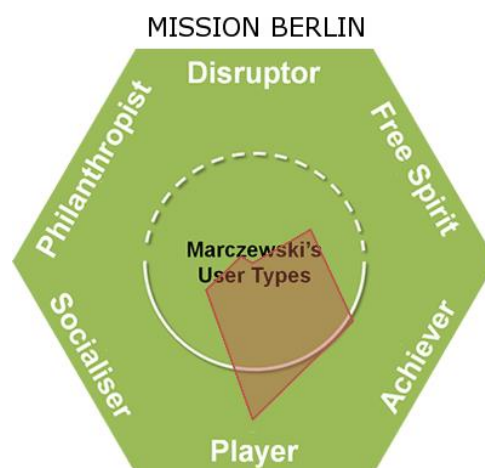 MISSION BERLIN
Disruptor
Philanthropist
Free Spirit
Marczewski's
User Types
Socialiser
Achiever
Player